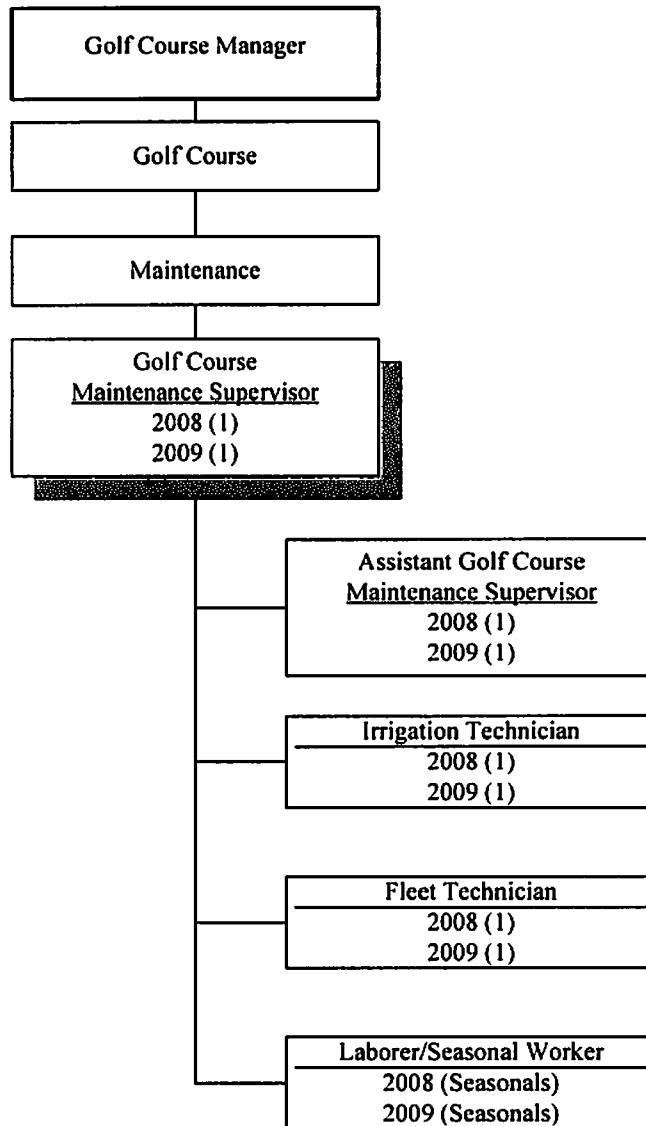 Golf Course Manager
Golf Course
Maintenance
Golf Course
Maintenance Supervisor
2008 (1)
2009 (1)
Assistant Golf Course
Maintenance Supervisor
2008 (1)
2009 (1)
Irrigation Technician
2008 (1)
2009 (1)
Fleet Technician
2008 (1)
2009 (1)
Laborer/Seasonal Worker
2008 (Seasonals)
2009 (Seasonals)